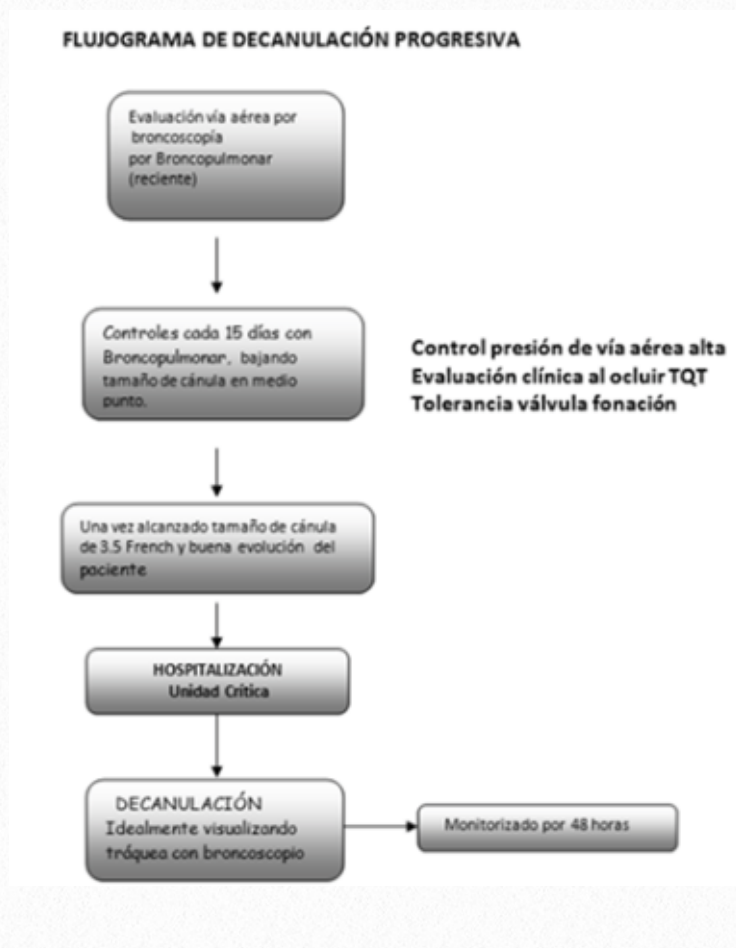 FLUJOGRAMA DE DECANULACIÓN PROGRESIVA
Evaluación vía aérea por
broncoscopía
por Broncopulmonar
(reciente)
Controles cada 15 días con
Broncopulmonar, bajando
tamaño de cánula en medio
punto.
Control presión de vía aérea alta
Evaluación clínica al ocluir TQT
Tolerancia válvula fonación
Una vez alcanzado tamaño de cánula
de 3.5 French y buena evolución del
paciente
HOSPITALIZACIÓN
Unidad Crítica
DECANULACIÓN
Idealmente visualizando
tráquea con broncoscopio
Monitorizado por 48 horas